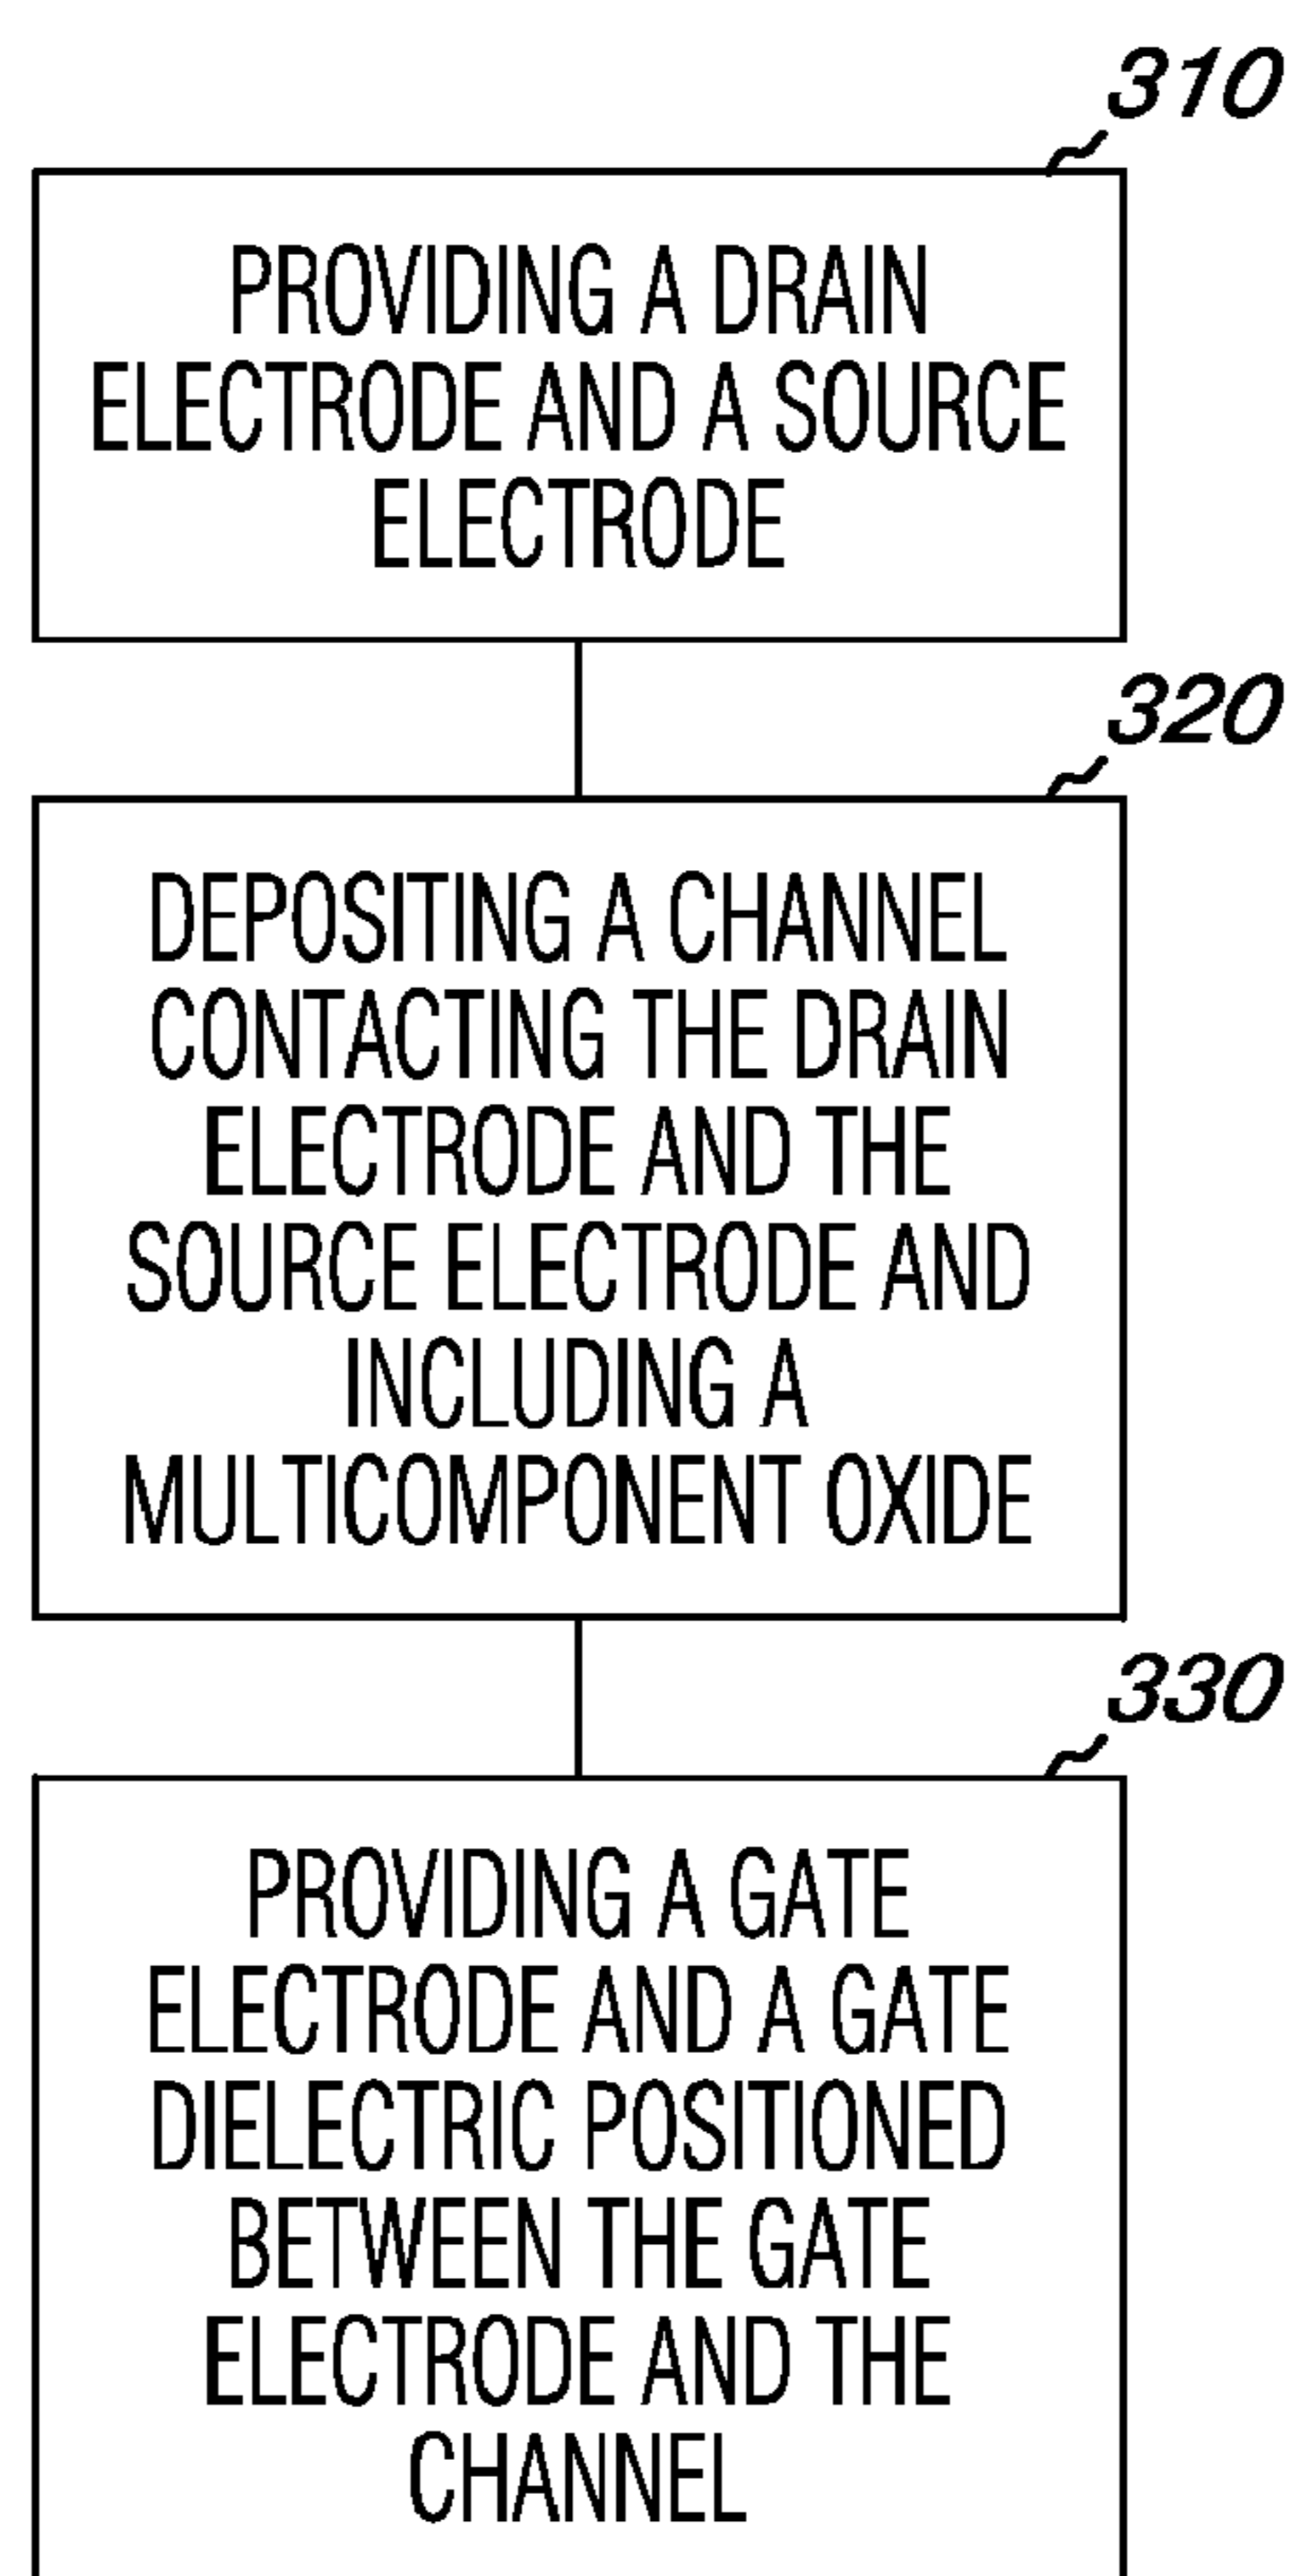 310
PROVIDING A DRAIN
ELECTRODE AND A SOURCE
ELECTRODE
320
DEPOSITING A CHANNEL
CONTACTING THE DRAIN
ELECTRODE AND THE
SOURCE ELECTRODE AND
INCLUDING A
MULTICOMPONENT OXIDE
330
PROVIDING A GATE
ELECTRODE AND A GATE
DIELECTRIC POSITIONED
BETWEEN THE GATE
ELECTRODE AND THE
CHANNEL